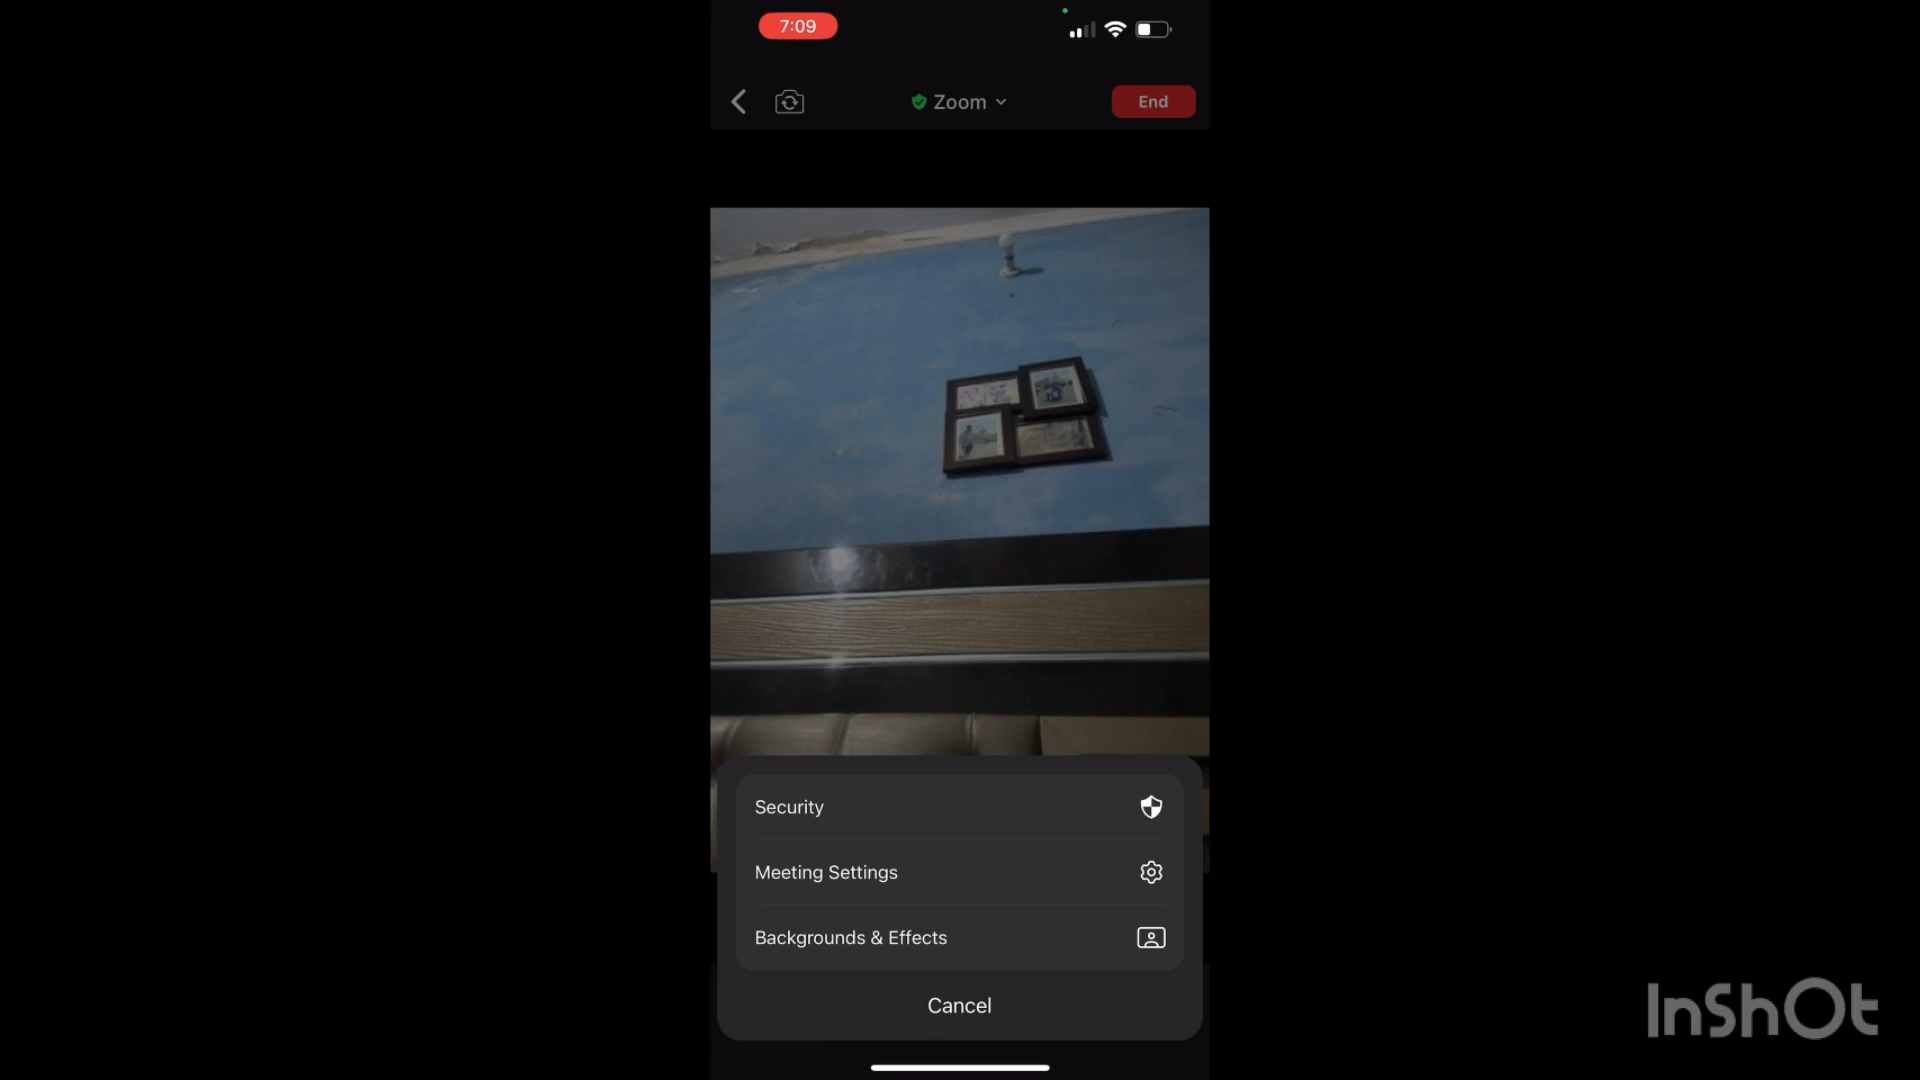 7:09
Zoom
End
Security
Meeting Settings
Backgrounds & Effects
Cancel
InShOt